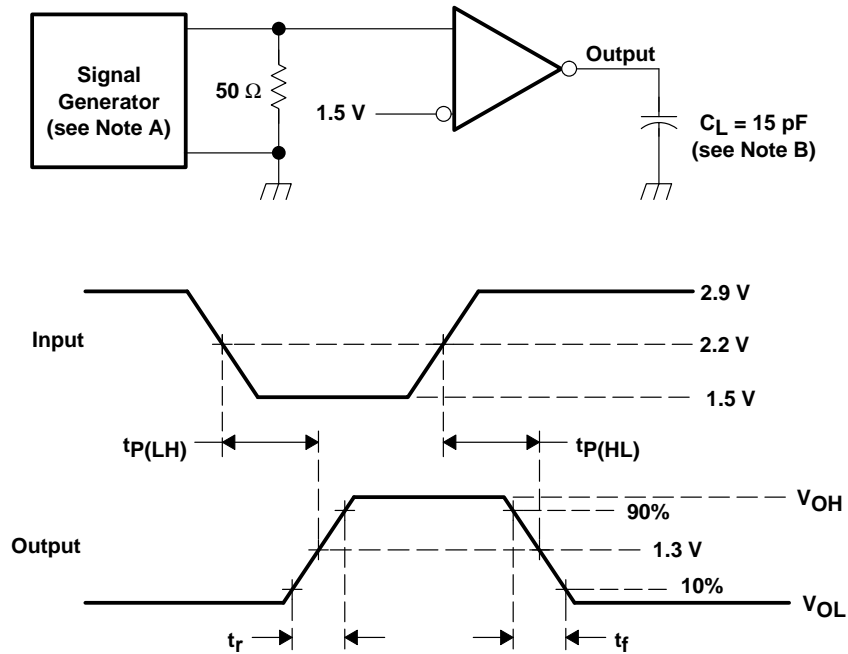 Signal
Generator
(see Note A)
50 Ω
1.5 V
Output
CL = 15 pF
(see Note B)
Input
2.9 V
2.2 V
1.5 V
tP(LH)
tP(HL)
Output
VOH
90%
1.3 V
10%
VOL
tr
tf